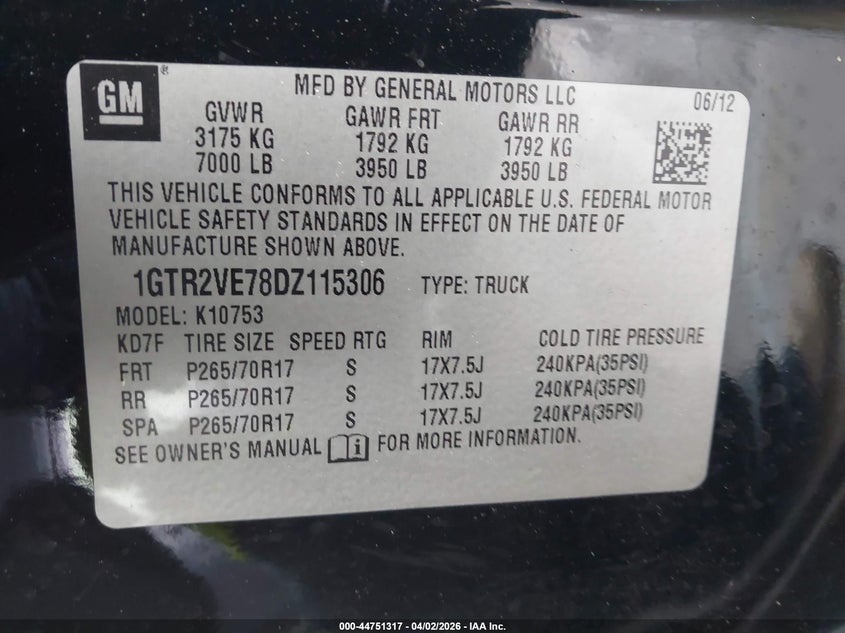 GM
MFD BY GENERAL MOTORS LLC
06/12
GVWR GAWR FRT GAWR RR
3175 KG 1792 KG 1792 KG
7000 LB 3950 LB 3950 LB
THIS VEHICLE CONFORMS TO ALL APPLICABLE U.S. FEDERAL MOTOR
VEHICLE SAFETY STANDARDS IN EFFECT ON THE DATE OF
MANUFACTURE SHOWN ABOVE.
1GTR2VE78DZ115306 TYPE: TRUCK
MODEL: K10753
KD7F TIRE SIZE SPEED RTG RIM COLD TIRE PRESSURE
FRT P265/70R17 S 17X7.5J 240KPA(35PSI)
RR P265/70R17 S 17X7.5J 240KPA(35PSI)
SPA P265/70R17 S 17X7.5J 240KPA(35PSI)
SEE OWNER'S MANUAL i FOR MORE INFORMATION.
000-44751317 - 04/02/2026 - IAA Inc.